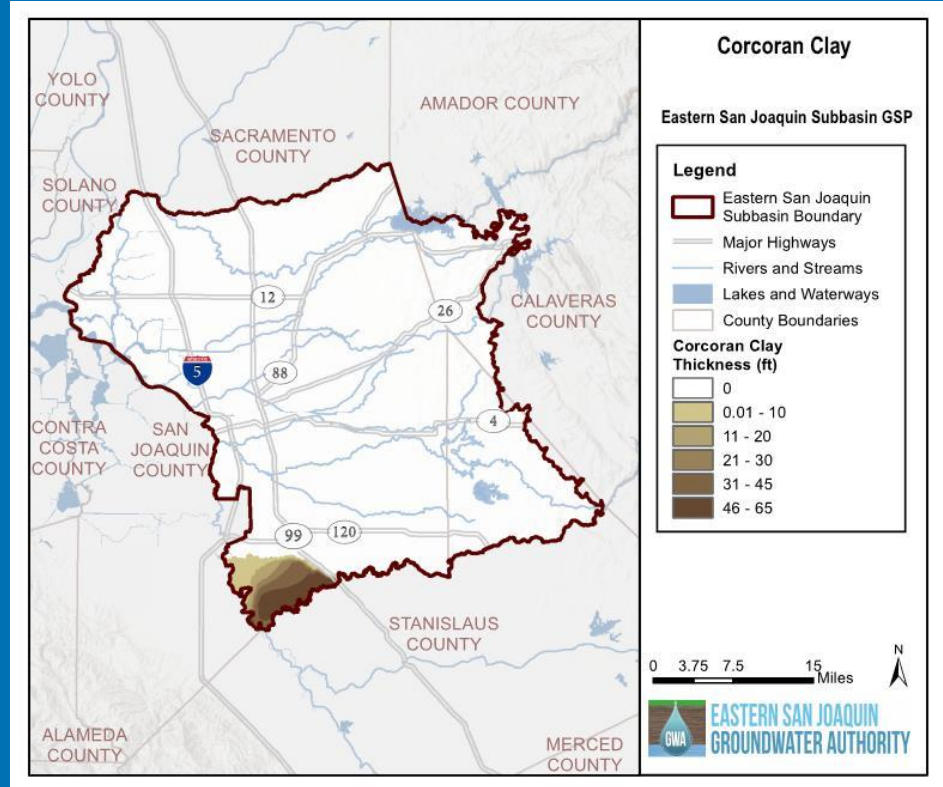 YOLO
COUNTY
AMADOR COUNTY
SACRAMENTO
COUNTY
SOLANO
COUNTY
12
26
CALAVERAS
COUNTY
INTERSTATE
5
88
4
CONTRA
COSTA
COUNTY
SAN
JOAQUIN
COUNTY
99
120
STANISLAUS
COUNTY
ALAMEDA
COUNTY
MERCED
COUNTY
Corcoran Clay
Eastern San Joaquin Subbasin GSP
Legend
Eastern San Joaquin
Subbasin Boundary
Major Highways
Rivers and Streams
Lakes and Waterways
County Boundaries
Corcoran Clay
Thickness (ft)
0
0.01 - 10
11 - 20
21 - 30
31 - 45
46 - 65
N
0 3.75 7.5 15
Miles
GWA
EASTERN SAN JOAQUIN
GROUNDWATER AUTHORITY